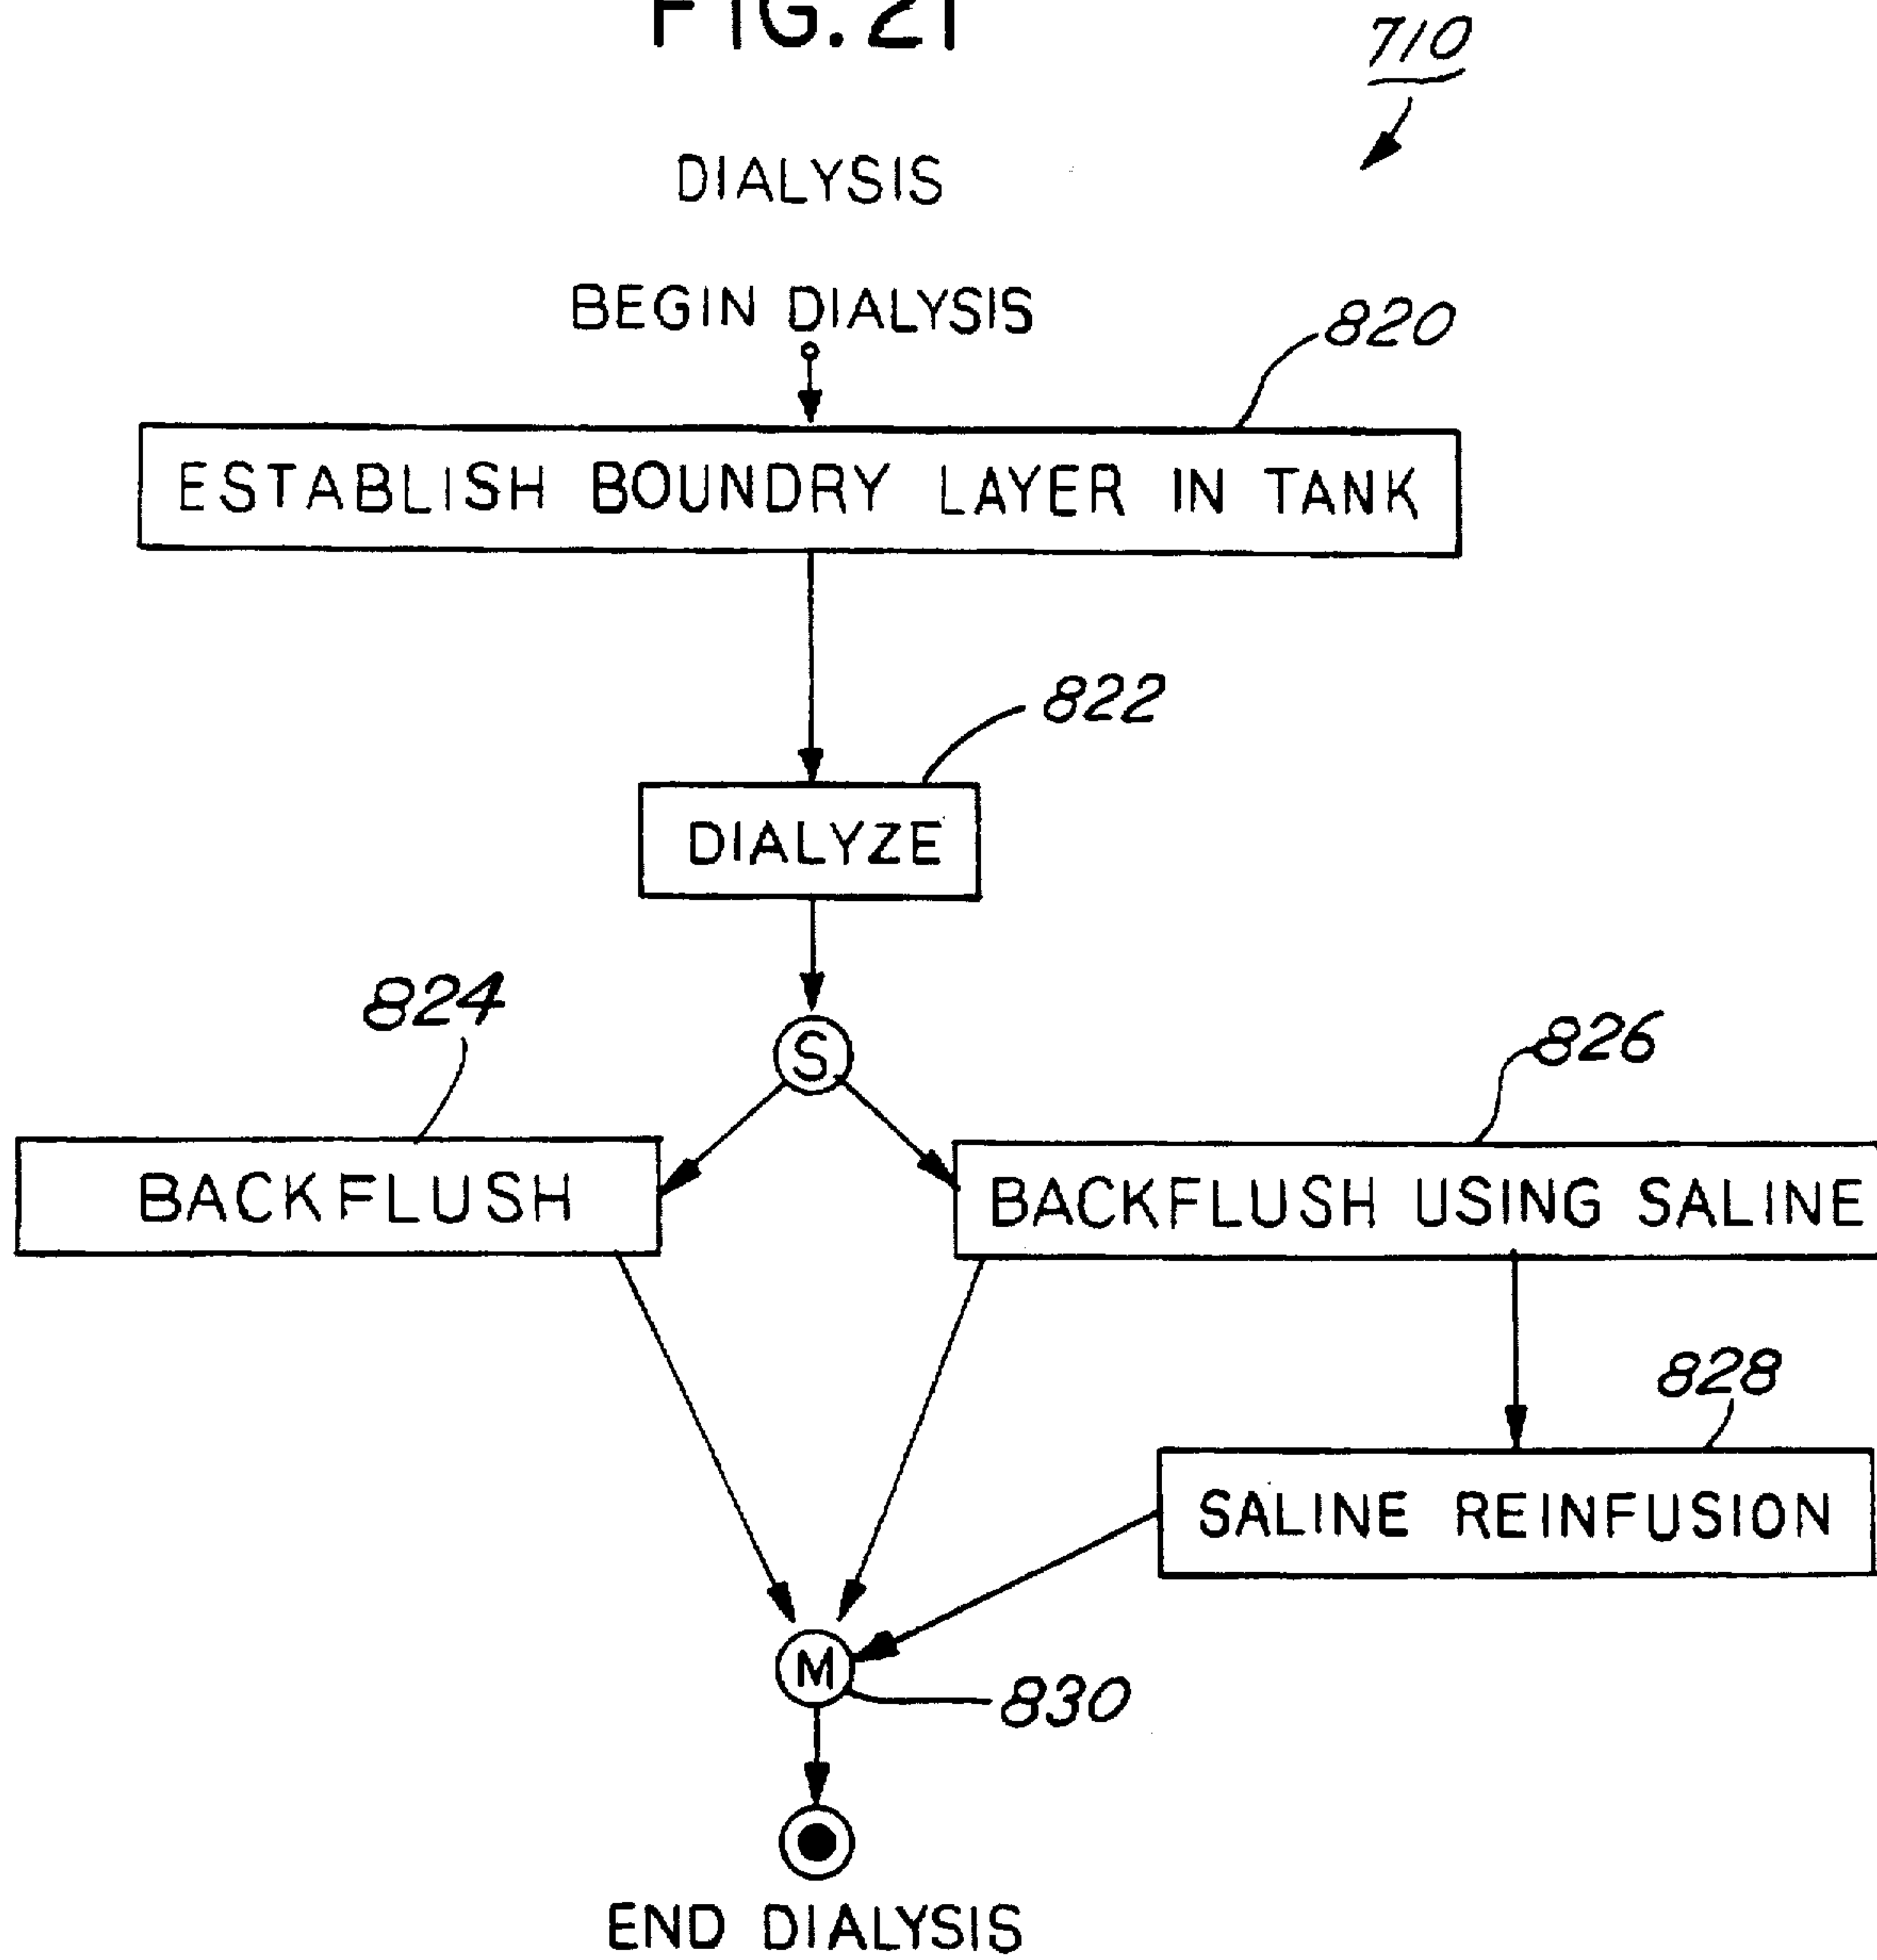 FIG. 21
710
DIALYSIS
BEGIN DIALYSIS
820
ESTABLISH BOUNDRY LAYER IN TANK
822
DIALYZE
824
S
826
BACKFLUSH
BACKFLUSH USING SALINE
828
SALINE REINFUSION
M
830
END DIALYSIS